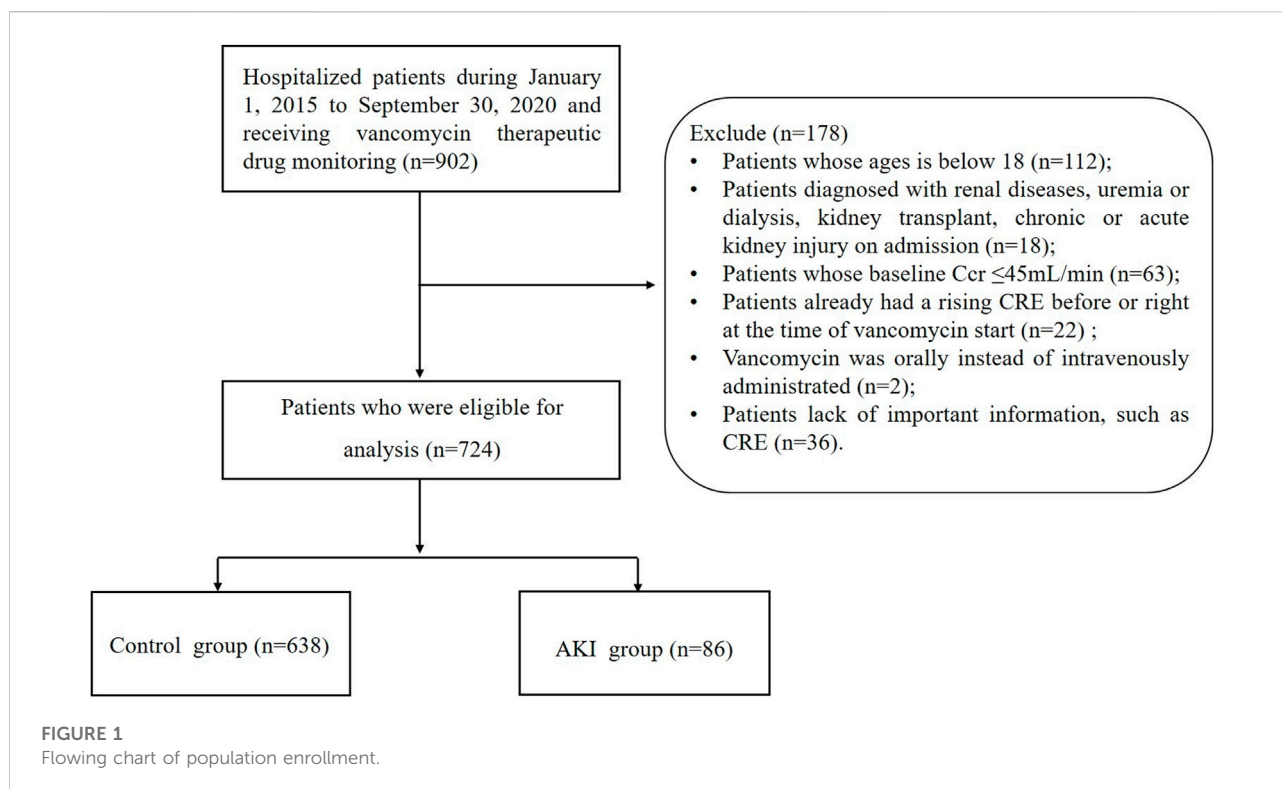 Hospitalized patients during January
1, 2015 to September 30, 2020 and
receiving vancomycin therapeutic
drug monitoring (n=902)
Exclude (n=178)
• Patients whose ages is below 18 (n=112);
• Patients diagnosed with renal diseases, uremia or
dialysis, kidney transplant, chronic or acute
kidney injury on admission (n=18);
• Patients whose baseline Ccr ≤45mL/min (n=63);
• Patients already had a rising CRE before or right
at the time of vancomycin start (n=22) ;
• Vancomycin was orally instead of intravenously
administrated (n=2);
• Patients lack of important information, such as
CRE (n=36).
Patients who were eligible for
analysis (n=724)
Control group (n=638)
AKI group (n=86)
FIGURE 1
Flowing chart of population enrollment.